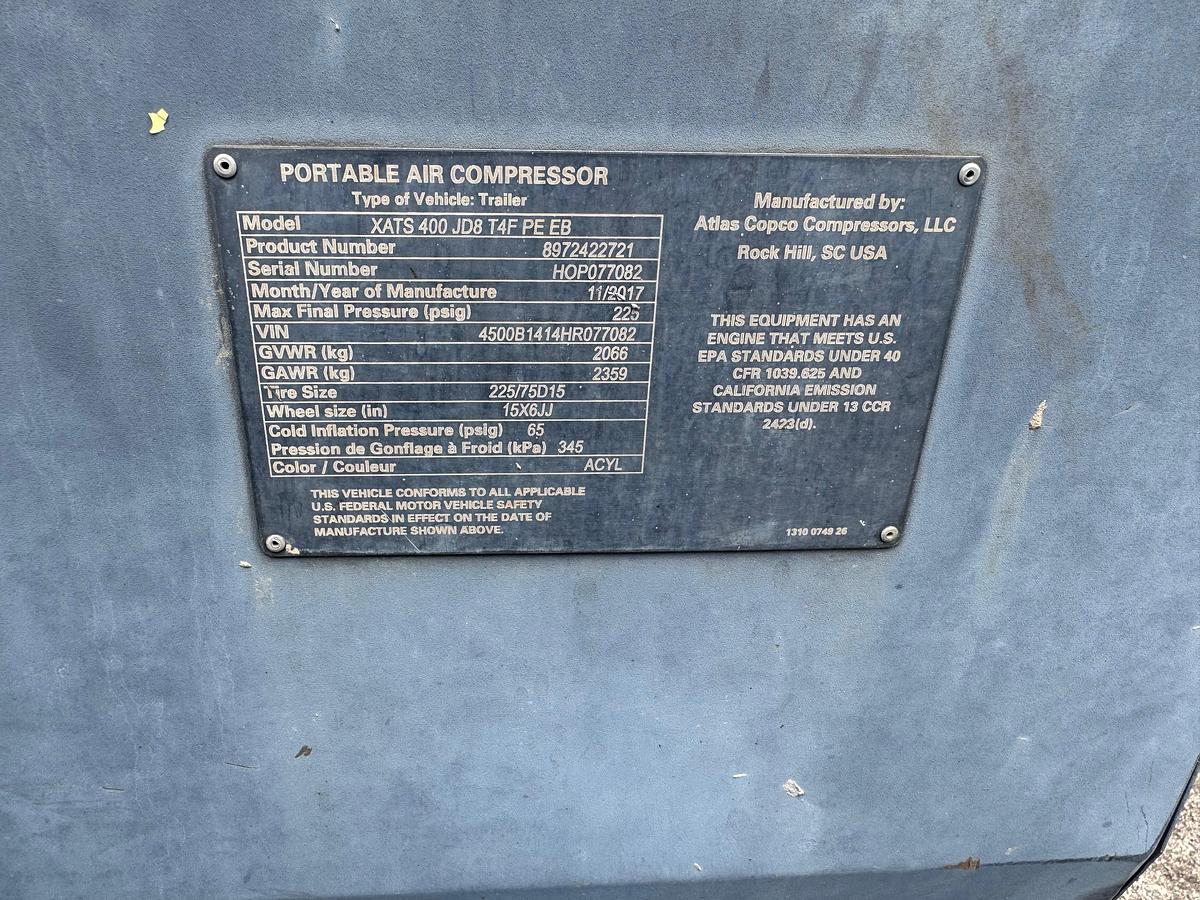 PORTABLE AIR COMPRESSOR
Type of Vehicle: Trailer
Model XATS 400 JD8 T4F PE EB
Product Number 8972422721
Serial Number HOP077082
Month/Year of Manufacture 11/2017
Max Final Pressure (psig) 225
VIN 4500B1414HR077082
GVWR (kg) 2066
GAWR (kg) 2359
Tire Size 225/75D15
Wheel size (in) 15X6JJ
Cold Inflation Pressure (psig) 65
Pression de Gonflage à Froid (kPa) 345
Color / Couleur ACYL
THIS VEHICLE CONFORMS TO ALL APPLICABLE
U.S. FEDERAL MOTOR VEHICLE SAFETY
STANDARDS IN EFFECT ON THE DATE OF
MANUFACTURE SHOWN ABOVE.
Manufactured by:
Atlas Copco Compressors, LLC
Rock Hill, SC USA
THIS EQUIPMENT HAS AN
ENGINE THAT MEETS U.S.
EPA STANDARDS UNDER 40
CFR 1039.625 AND
CALIFORNIA EMISSION
STANDARDS UNDER 13 CCR
2423(d).
1310 0749 26